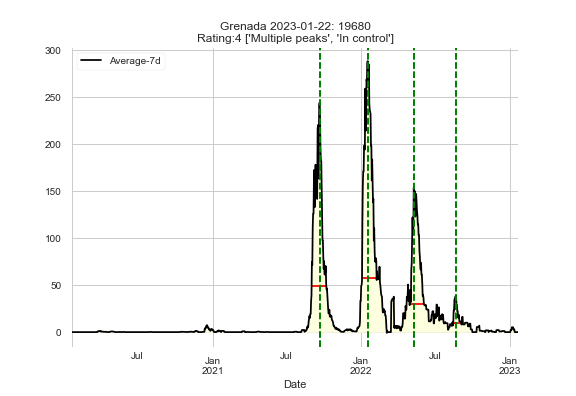 Grenada 2023-01-22: 19680
Rating:4 ['Multiple peaks', 'In control']
Average-7d
300
250
200
150
100
50
0
Jul
Jan
2021
Jul
Jan
2022
Jul
Jan
2023
Date